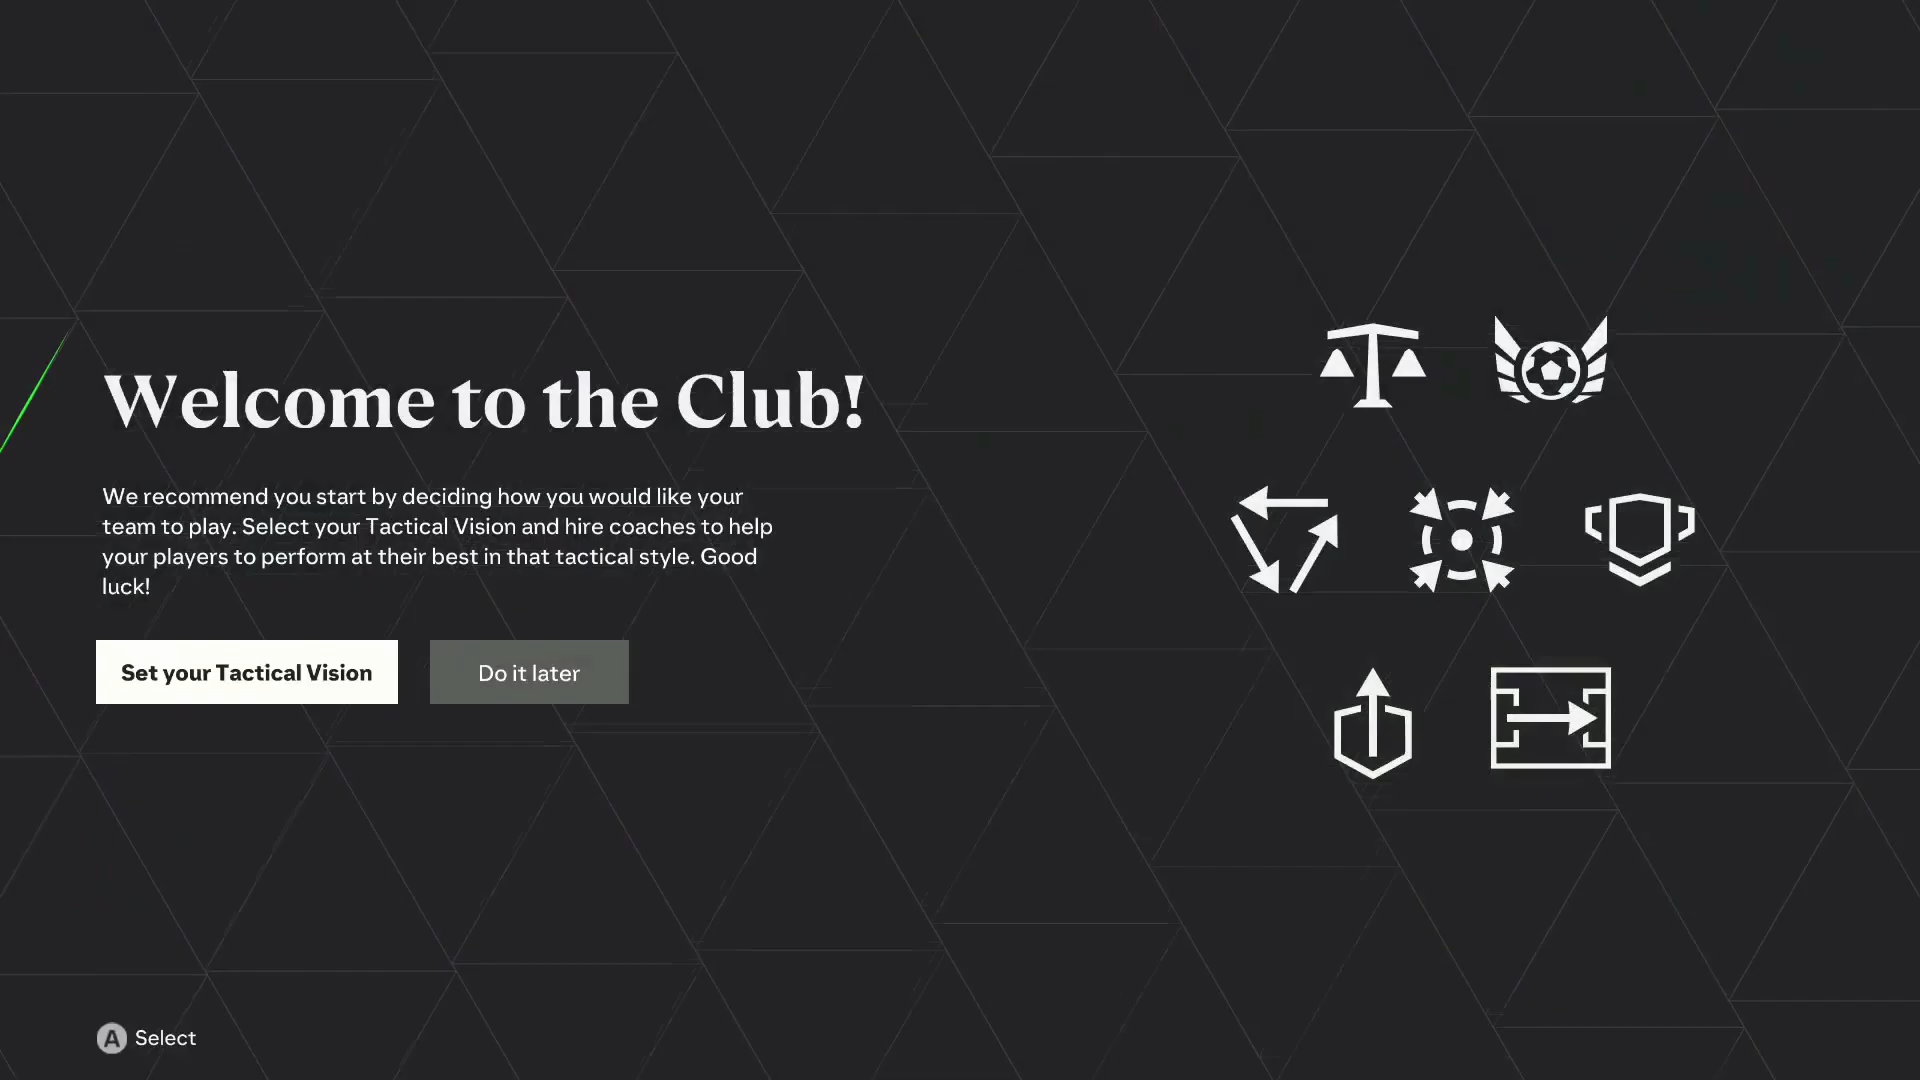 Welcome to the Club!
We recommend you start by deciding how you would like your
team to play. Select your Tactical Vision and hire coaches to help
your players to perform at their best in that tactical style. Good
luck!
Set your Tactical Vision
Do it later
A Select